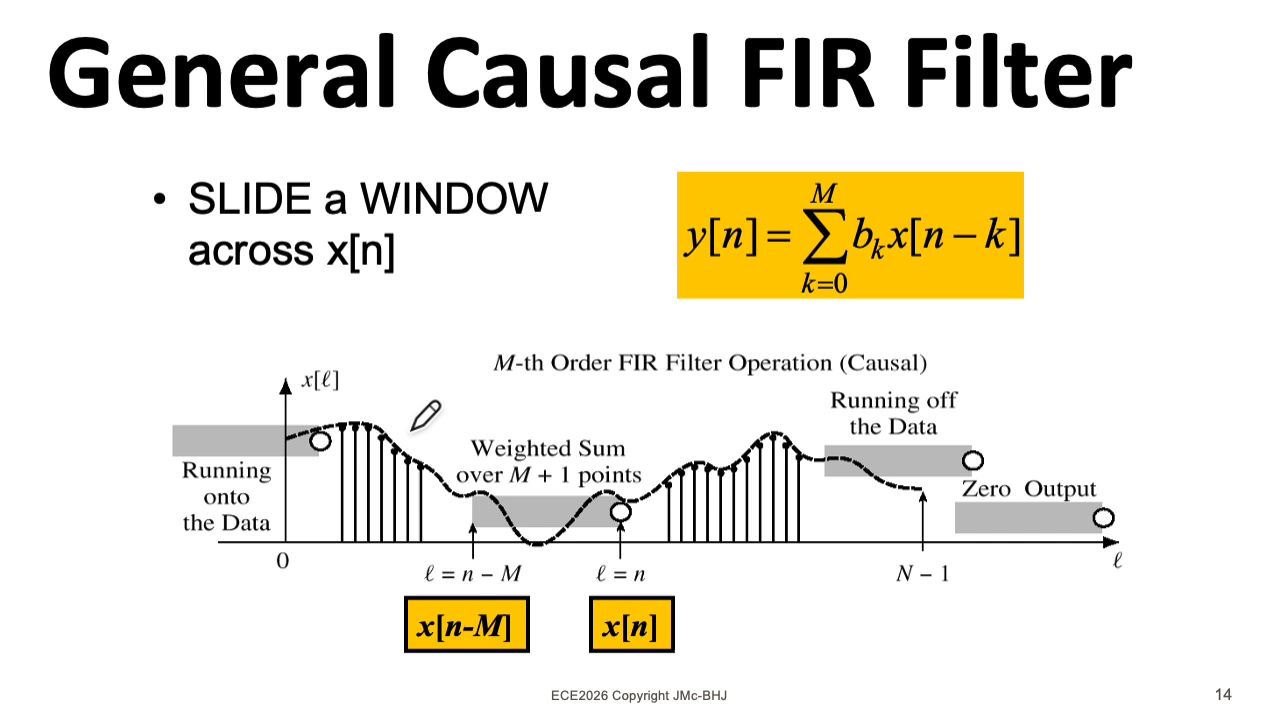 General Causal FIR Filter
• SLIDE a WINDOW
across x[n]
M
y[n] = ∑ bₖx[n − k]
k=0
M-th Order FIR Filter Operation (Causal)
x[ℓ]
Running
onto
the Data
Weighted Sum
over M + 1 points
Running off
the Data
Zero Output
0
ℓ = n − M
ℓ = n
N − 1
ℓ
x[n-M]
x[n]
ECE2026 Copyright JMc-BHJ
14